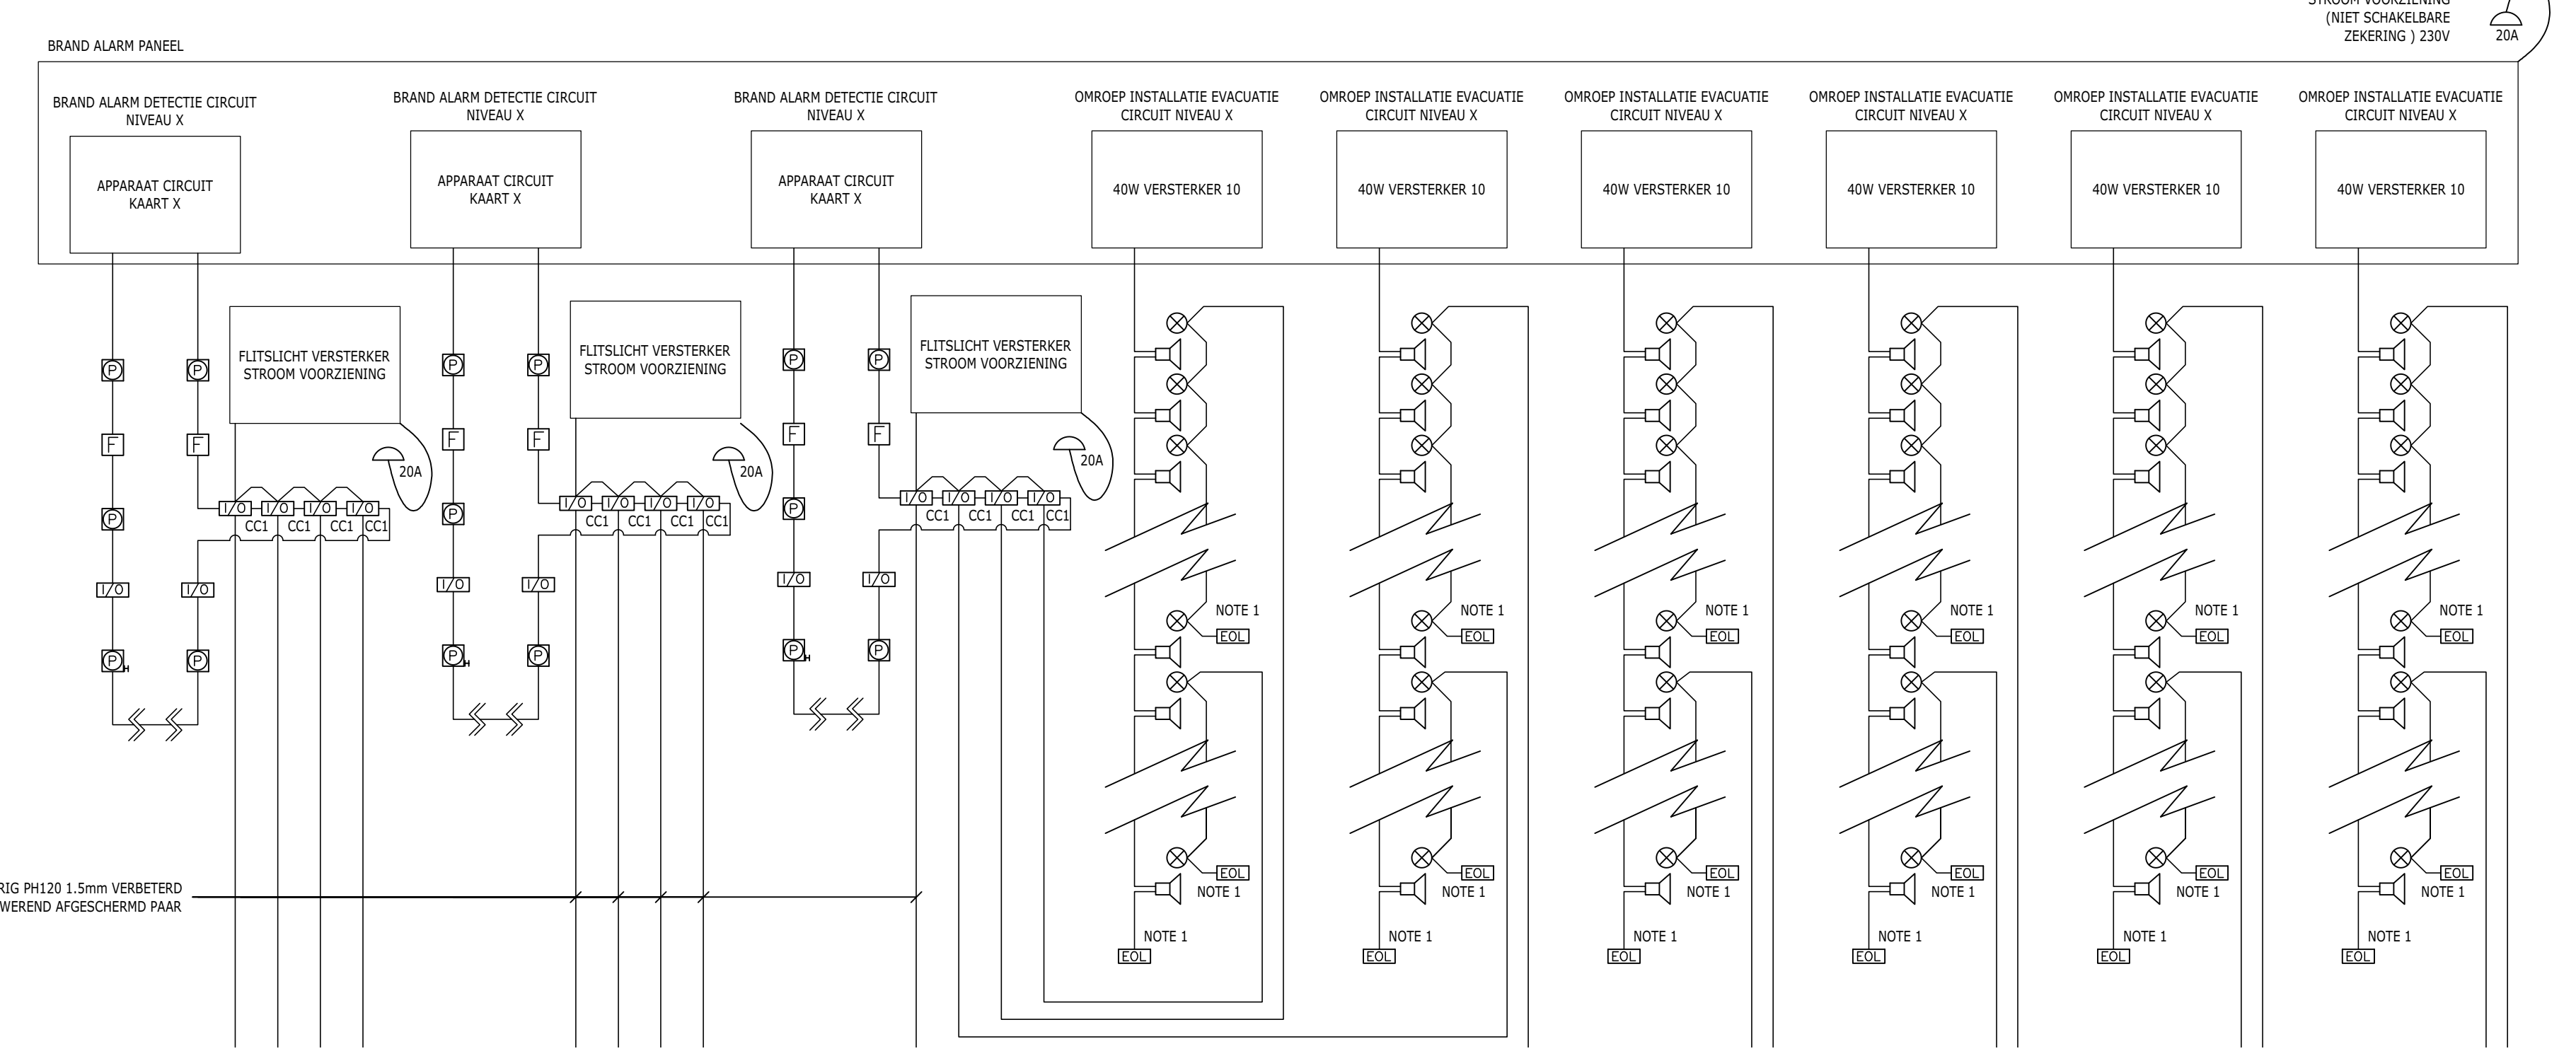 STROOM VOORZIENING
(NIET SCHAKELBARE
ZEKERING ) 230V
20A
BRAND ALARM PANEEL
BRAND ALARM DETECTIE CIRCUIT
NIVEAU X
BRAND ALARM DETECTIE CIRCUIT
NIVEAU X
BRAND ALARM DETECTIE CIRCUIT
NIVEAU X
OMROEP INSTALLATIE EVACUATIE
CIRCUIT NIVEAU X
OMROEP INSTALLATIE EVACUATIE
CIRCUIT NIVEAU X
OMROEP INSTALLATIE EVACUATIE
CIRCUIT NIVEAU X
OMROEP INSTALLATIE EVACUATIE
CIRCUIT NIVEAU X
OMROEP INSTALLATIE EVACUATIE
CIRCUIT NIVEAU X
OMROEP INSTALLATIE EVACUATIE
CIRCUIT NIVEAU X
APPARAAT CIRCUIT
KAART X
APPARAAT CIRCUIT
KAART X
APPARAAT CIRCUIT
KAART X
40W VERSTERKER 10
40W VERSTERKER 10
40W VERSTERKER 10
40W VERSTERKER 10
40W VERSTERKER 10
40W VERSTERKER 10
FLITSLICHT VERSTERKER
STROOM VOORZIENING
FLITSLICHT VERSTERKER
STROOM VOORZIENING
FLITSLICHT VERSTERKER
STROOM VOORZIENING
P P P P P P
F F F F F F
20A 20A 20A
I/O I/O I/O I/O
I/O I/O I/O I/O
I/O I/O I/O I/O
CC1 CC1 CC1 CC1
CC1 CC1 CC1 CC1
CC1 CC1 CC1 CC1
P P P
I/O I/O I/O I/O I/O I/O
P H P P H P P H P
NOTE 1 NOTE 1 NOTE 1 NOTE 1 NOTE 1 NOTE 1
EOL EOL EOL EOL EOL EOL
EOL EOL EOL EOL EOL EOL
NOTE 1 NOTE 1 NOTE 1 NOTE 1 NOTE 1 NOTE 1
RIG PH120 1.5mm VERBETERD
WEREND AFGESCHERMD PAAR
NOTE 1 NOTE 1 NOTE 1 NOTE 1 NOTE 1 NOTE 1
EOL EOL EOL EOL EOL EOL